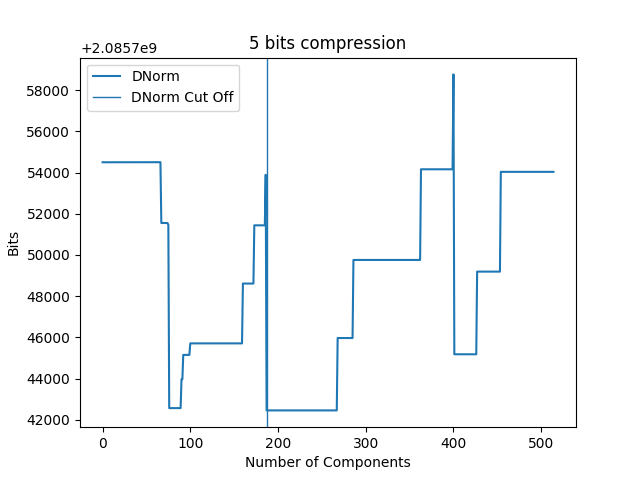 5 bits compression
+2.0857e9
DNorm
DNorm Cut Off
58000
56000
54000
52000
50000
48000
46000
44000
42000
Bits
0 100 200 300 400 500
Number of Components